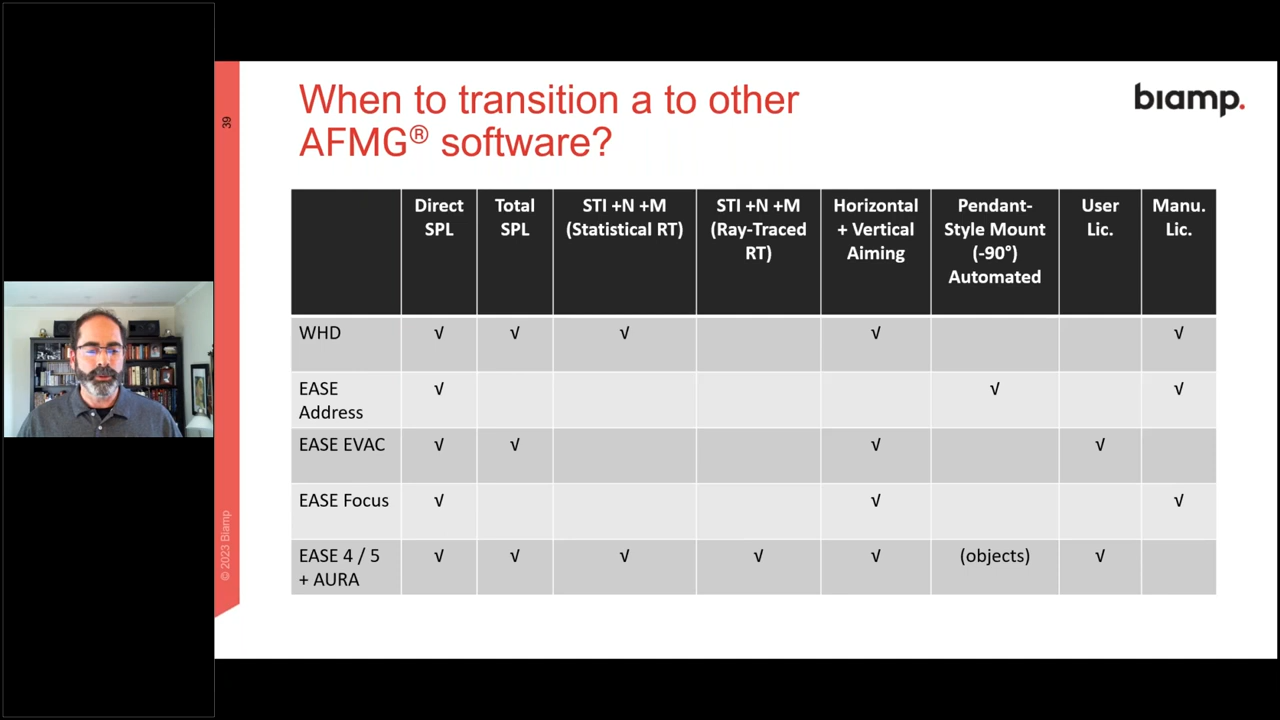 When to transition a to other
AFMG® software?
biamp.
39
Direct
SPL
Total
SPL
STI +N +M
(Statistical RT)
STI +N +M
(Ray-Traced
RT)
Horizontal
+ Vertical
Aiming
Pendant-
Style Mount
(-90°)
Automated
User
Lic.
Manu.
Lic.
WHD √ √ √ √ √
EASE
Address √ √ √
EASE EVAC √ √ √ √
EASE Focus √ √ √
EASE 4 / 5
+ AURA √ √ √ √ √ (objects) √
© 2023 Biamp